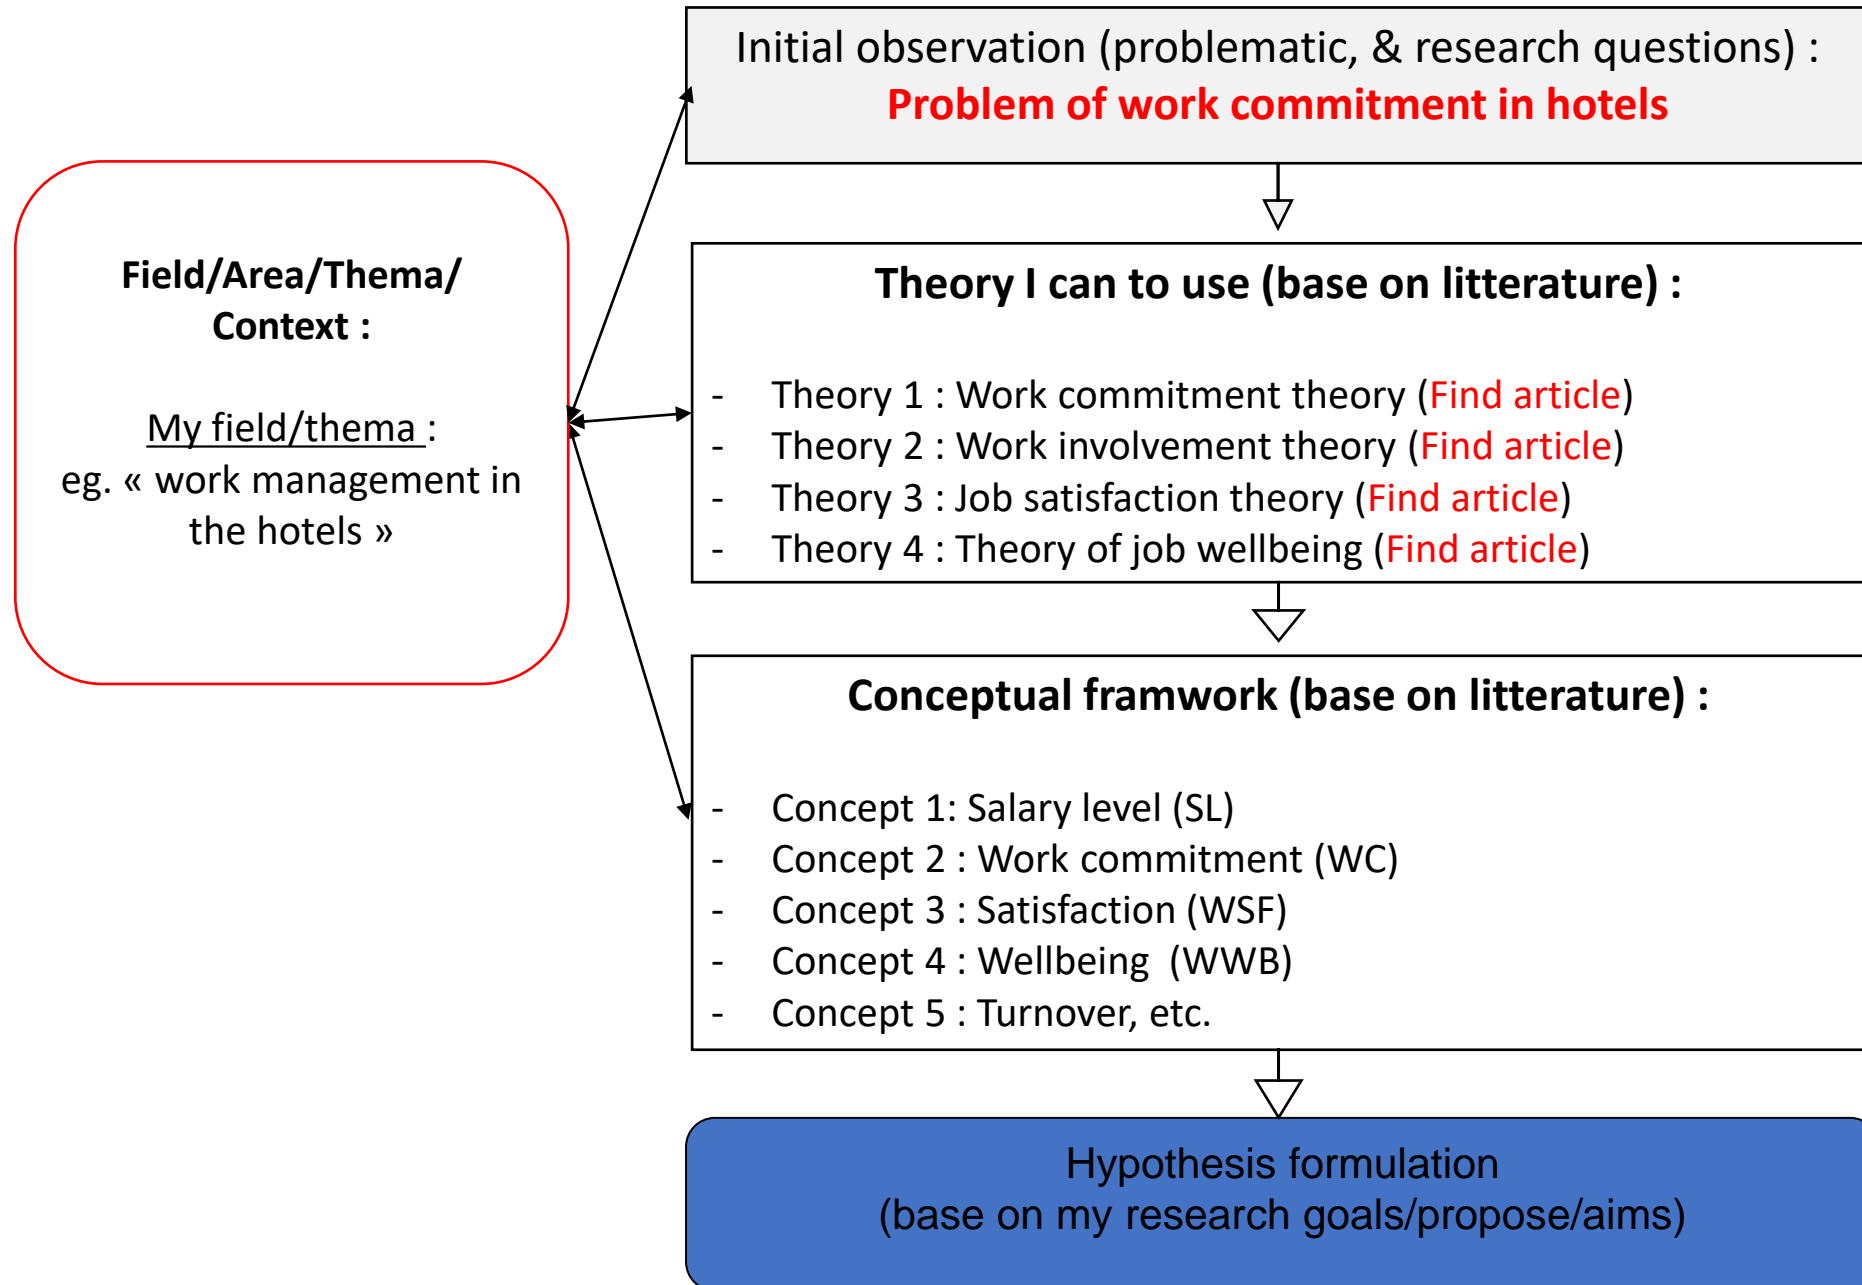 Initial observation (problematic, & research questions) :
Problem of work commitment in hotels
Field/Area/Thema/
Context :
My field/thema :
eg. « work management in
the hotels »
Theory I can to use (base on litterature) :
- Theory 1 : Work commitment theory (Find article)
- Theory 2 : Work involvement theory (Find article)
- Theory 3 : Job satisfaction theory (Find article)
- Theory 4 : Theory of job wellbeing (Find article)
Conceptual framwork (base on litterature) :
- Concept 1: Salary level (SL)
- Concept 2 : Work commitment (WC)
- Concept 3 : Satisfaction (WSF)
- Concept 4 : Wellbeing (WWB)
- Concept 5 : Turnover, etc.
Hypothesis formulation
(base on my research goals/propose/aims)